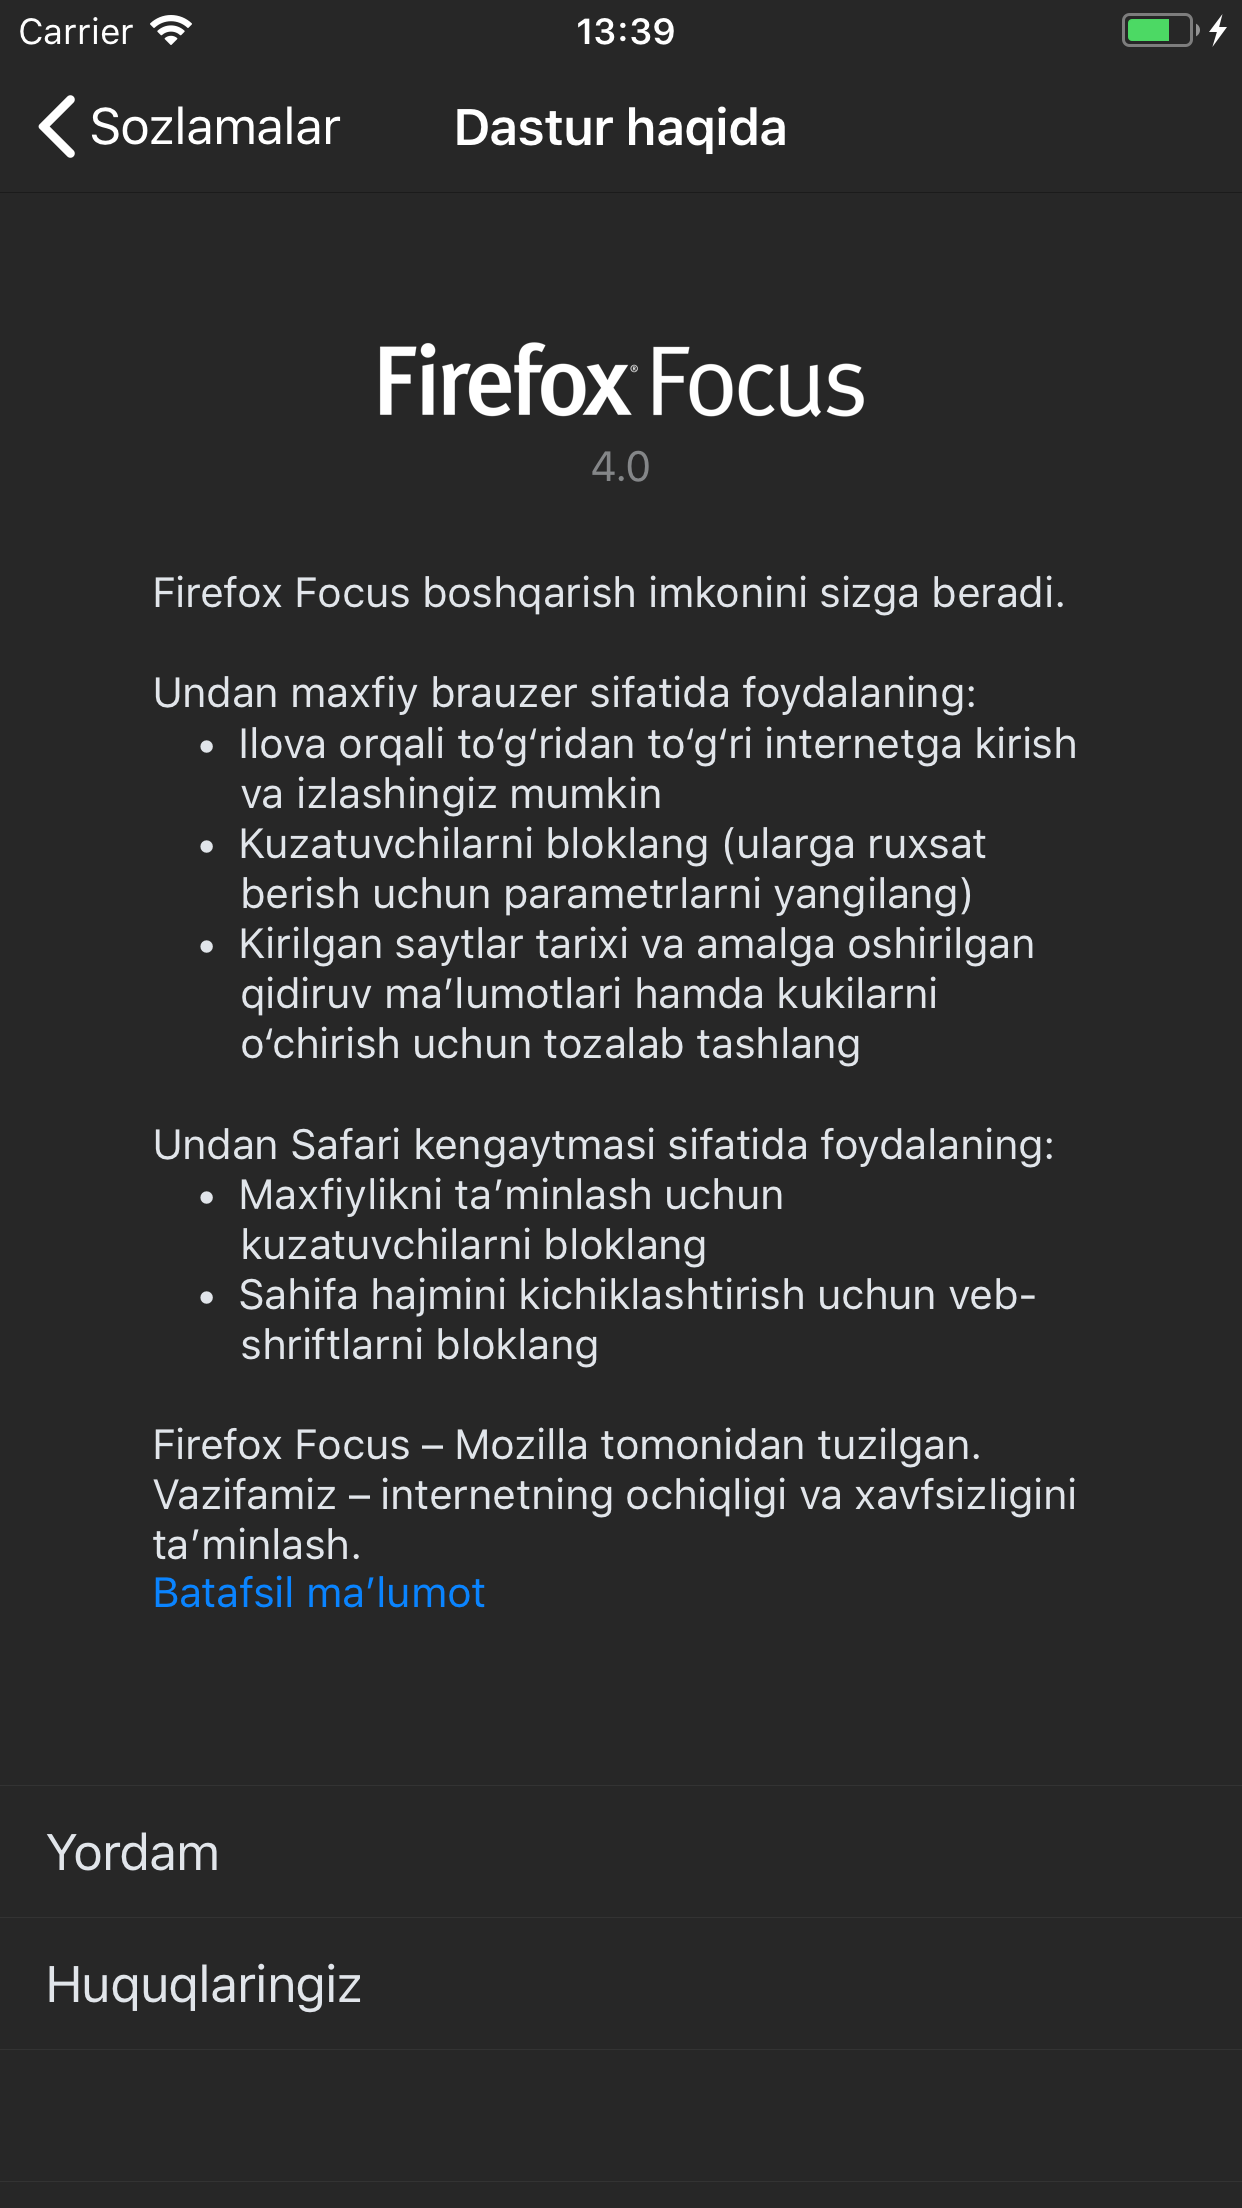 Carrier 13:39
Sozlamalar Dastur haqida
Firefox® Focus
4.0
Firefox Focus boshqarish imkonini sizga beradi.
Undan maxfiy brauzer sifatida foydalaning:
• Ilova orqali to‘g‘ridan to‘g‘ri internetga kirish
va izlashingiz mumkin
• Kuzatuvchilarni bloklang (ularga ruxsat
berish uchun parametrlarni yangilang)
• Kirilgan saytlar tarixi va amalga oshirilgan
qidiruv ma’lumotlari hamda kukilarni
o‘chirish uchun tozalab tashlang
Undan Safari kengaytmasi sifatida foydalaning:
• Maxfiylikni ta’minlash uchun
kuzatuvchilarni bloklang
• Sahifa hajmini kichiklashtirish uchun veb-
shriftlarni bloklang
Firefox Focus – Mozilla tomonidan tuzilgan.
Vazifamiz – internetning ochiqligi va xavfsizligini
ta’minlash.
Batafsil ma’lumot
Yordam
Huquqlaringiz